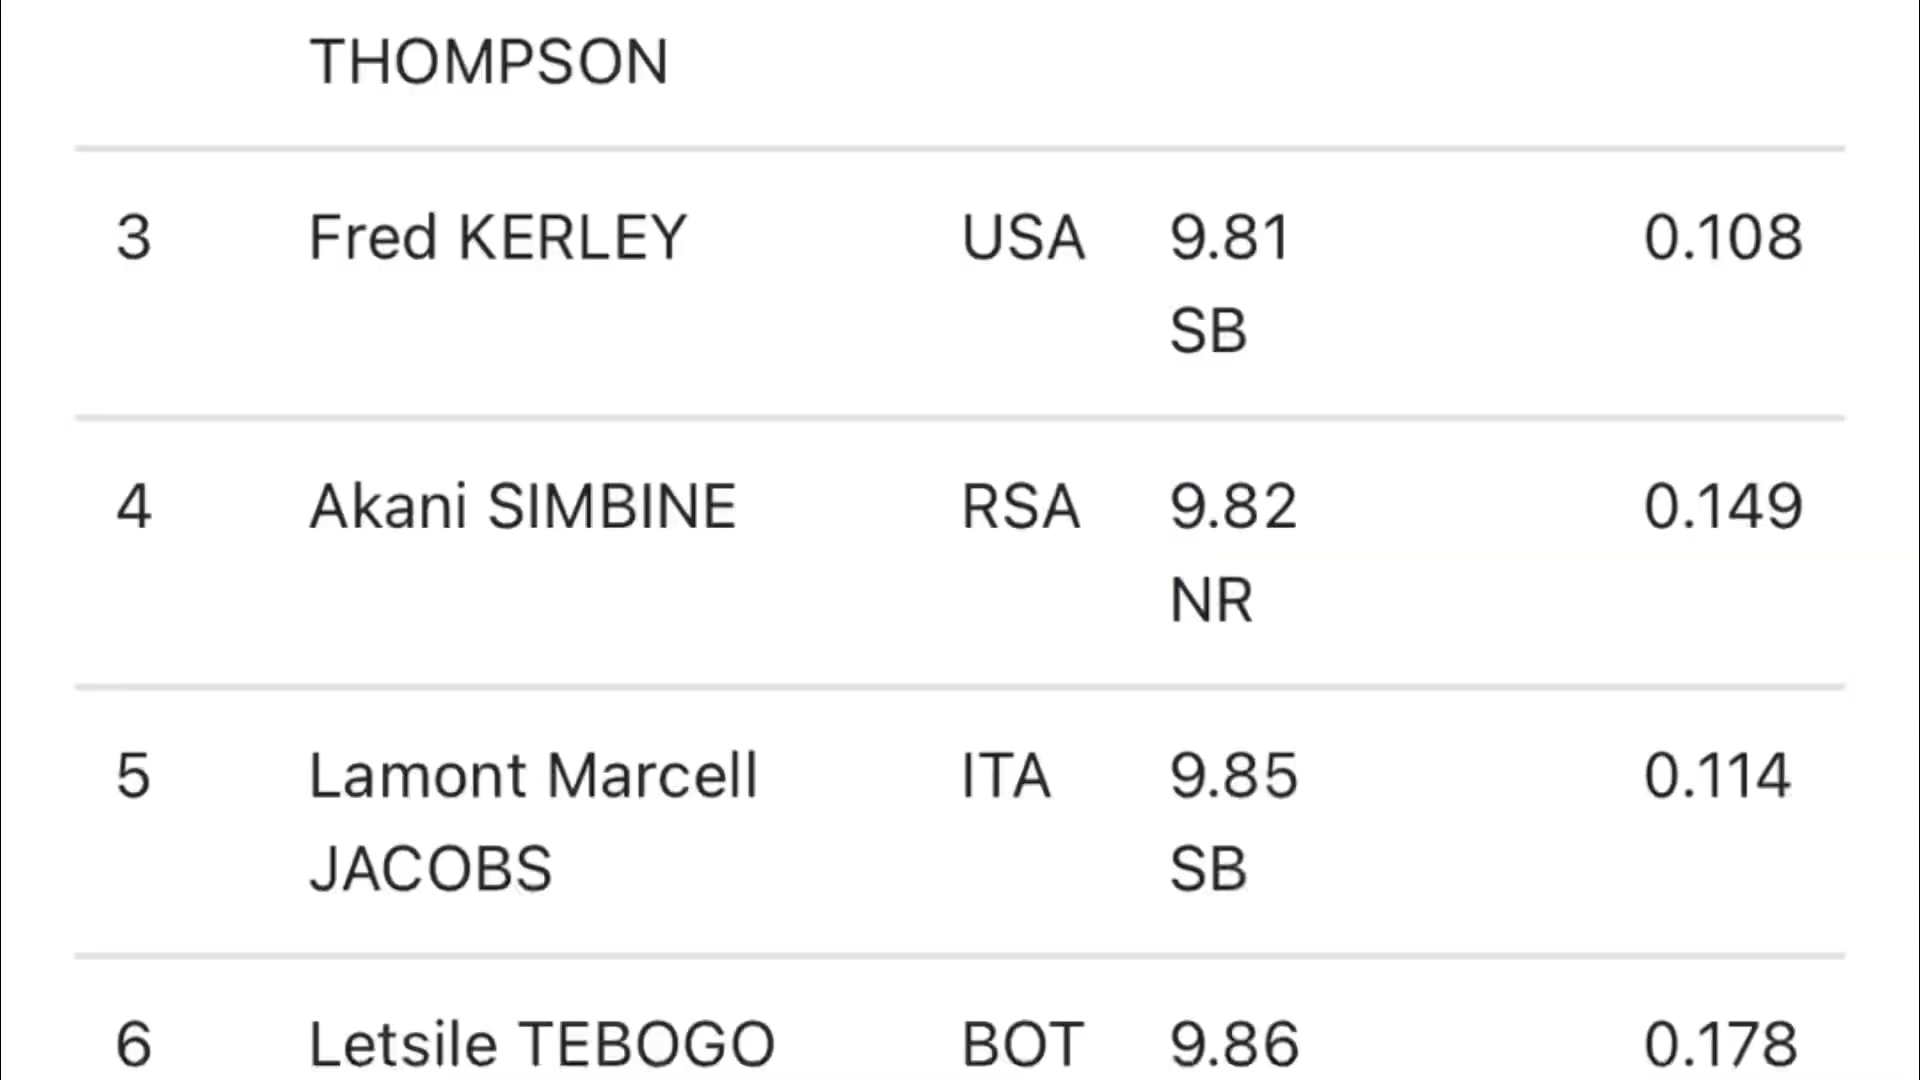 THOMPSON
3 Fred KERLEY USA 9.81 0.108
SB
4 Akani SIMBINE RSA 9.82 0.149
NR
5 Lamont Marcell ITA 9.85 0.114
JACOBS SB
6 Letsile TEBOGO BOT 9.86 0.178